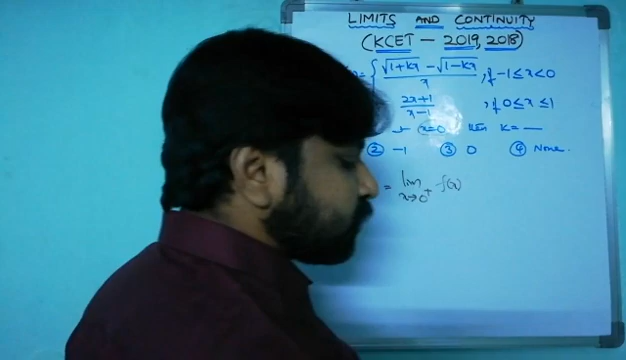 LIMITS AND CONTINUITY
(KCET — 2019, 2018)
= { (√(1+Kx) − √(1−Kx))/x , if −1 ≤ x < 0
(2x+1)/(x−1) , if 0 ≤ x ≤ 1
x=0 then K= —
② −1 ③ 0 ④ None.
= lim x→0⁺ f(x)